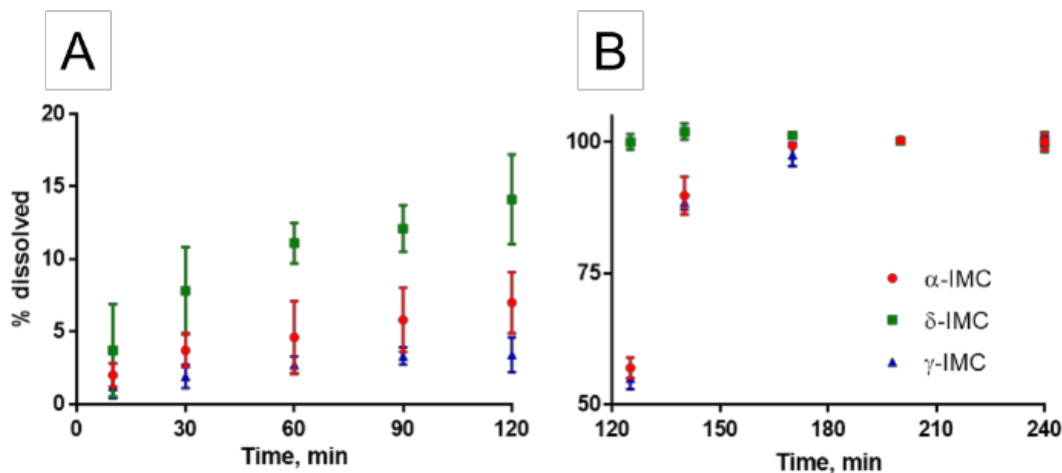 A
B
% dissolved
20
15
10
5
0
0
30
60
90
120
Time, min
100
75
50
120
150
180
210
240
Time, min
α-IMC
δ-IMC
γ-IMC